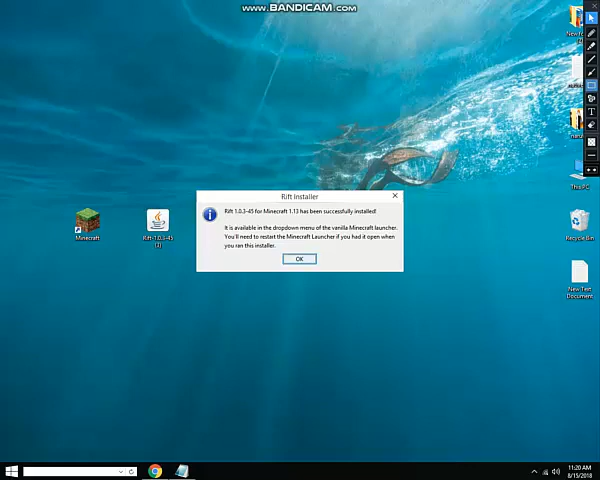 www.BANDICAM.com
This PC
Rift Installer
Rift 1.0.3-45 for Minecraft 1.13 has been successfully installed!
It is available in the dropdown menu of the vanilla Minecraft launcher.
You'll need to restart the Minecraft Launcher if you had it open when
you ran this installer.
OK
Minecraft
Rift-1.0.3-45
Recycle Bin
New Text
Document
11:20 AM
8/15/2018